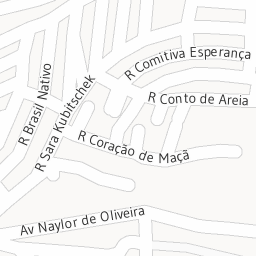 R Comitiva Esperança
R Conto de Areia
R Brasil Nativo
R Sara Kubitschek
R Coração de Maçã
Av Naylor de Oliveira